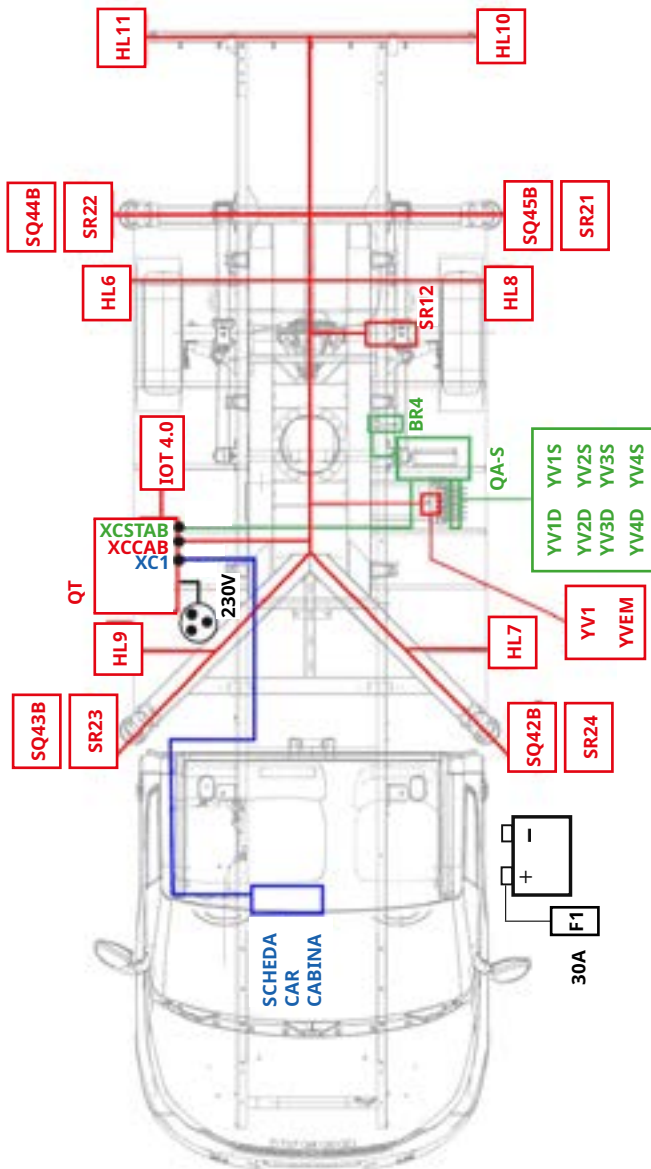 HL11
HL10
SQ44B
SR22
SQ45B
SR21
HL6
HL8
SR12
IOT 4.0
BR4
QA-S
XCSTAB
XCCAB
XC1
QT
230V
YV1D YV1S
YV2D YV2S
YV3D YV3S
YV4D YV4S
YV1
YVEM
HL9
HL7
SQ43B
SR23
SQ42B
SR24
SCHEDA
CAR
CABINA
+ -
F1
30A